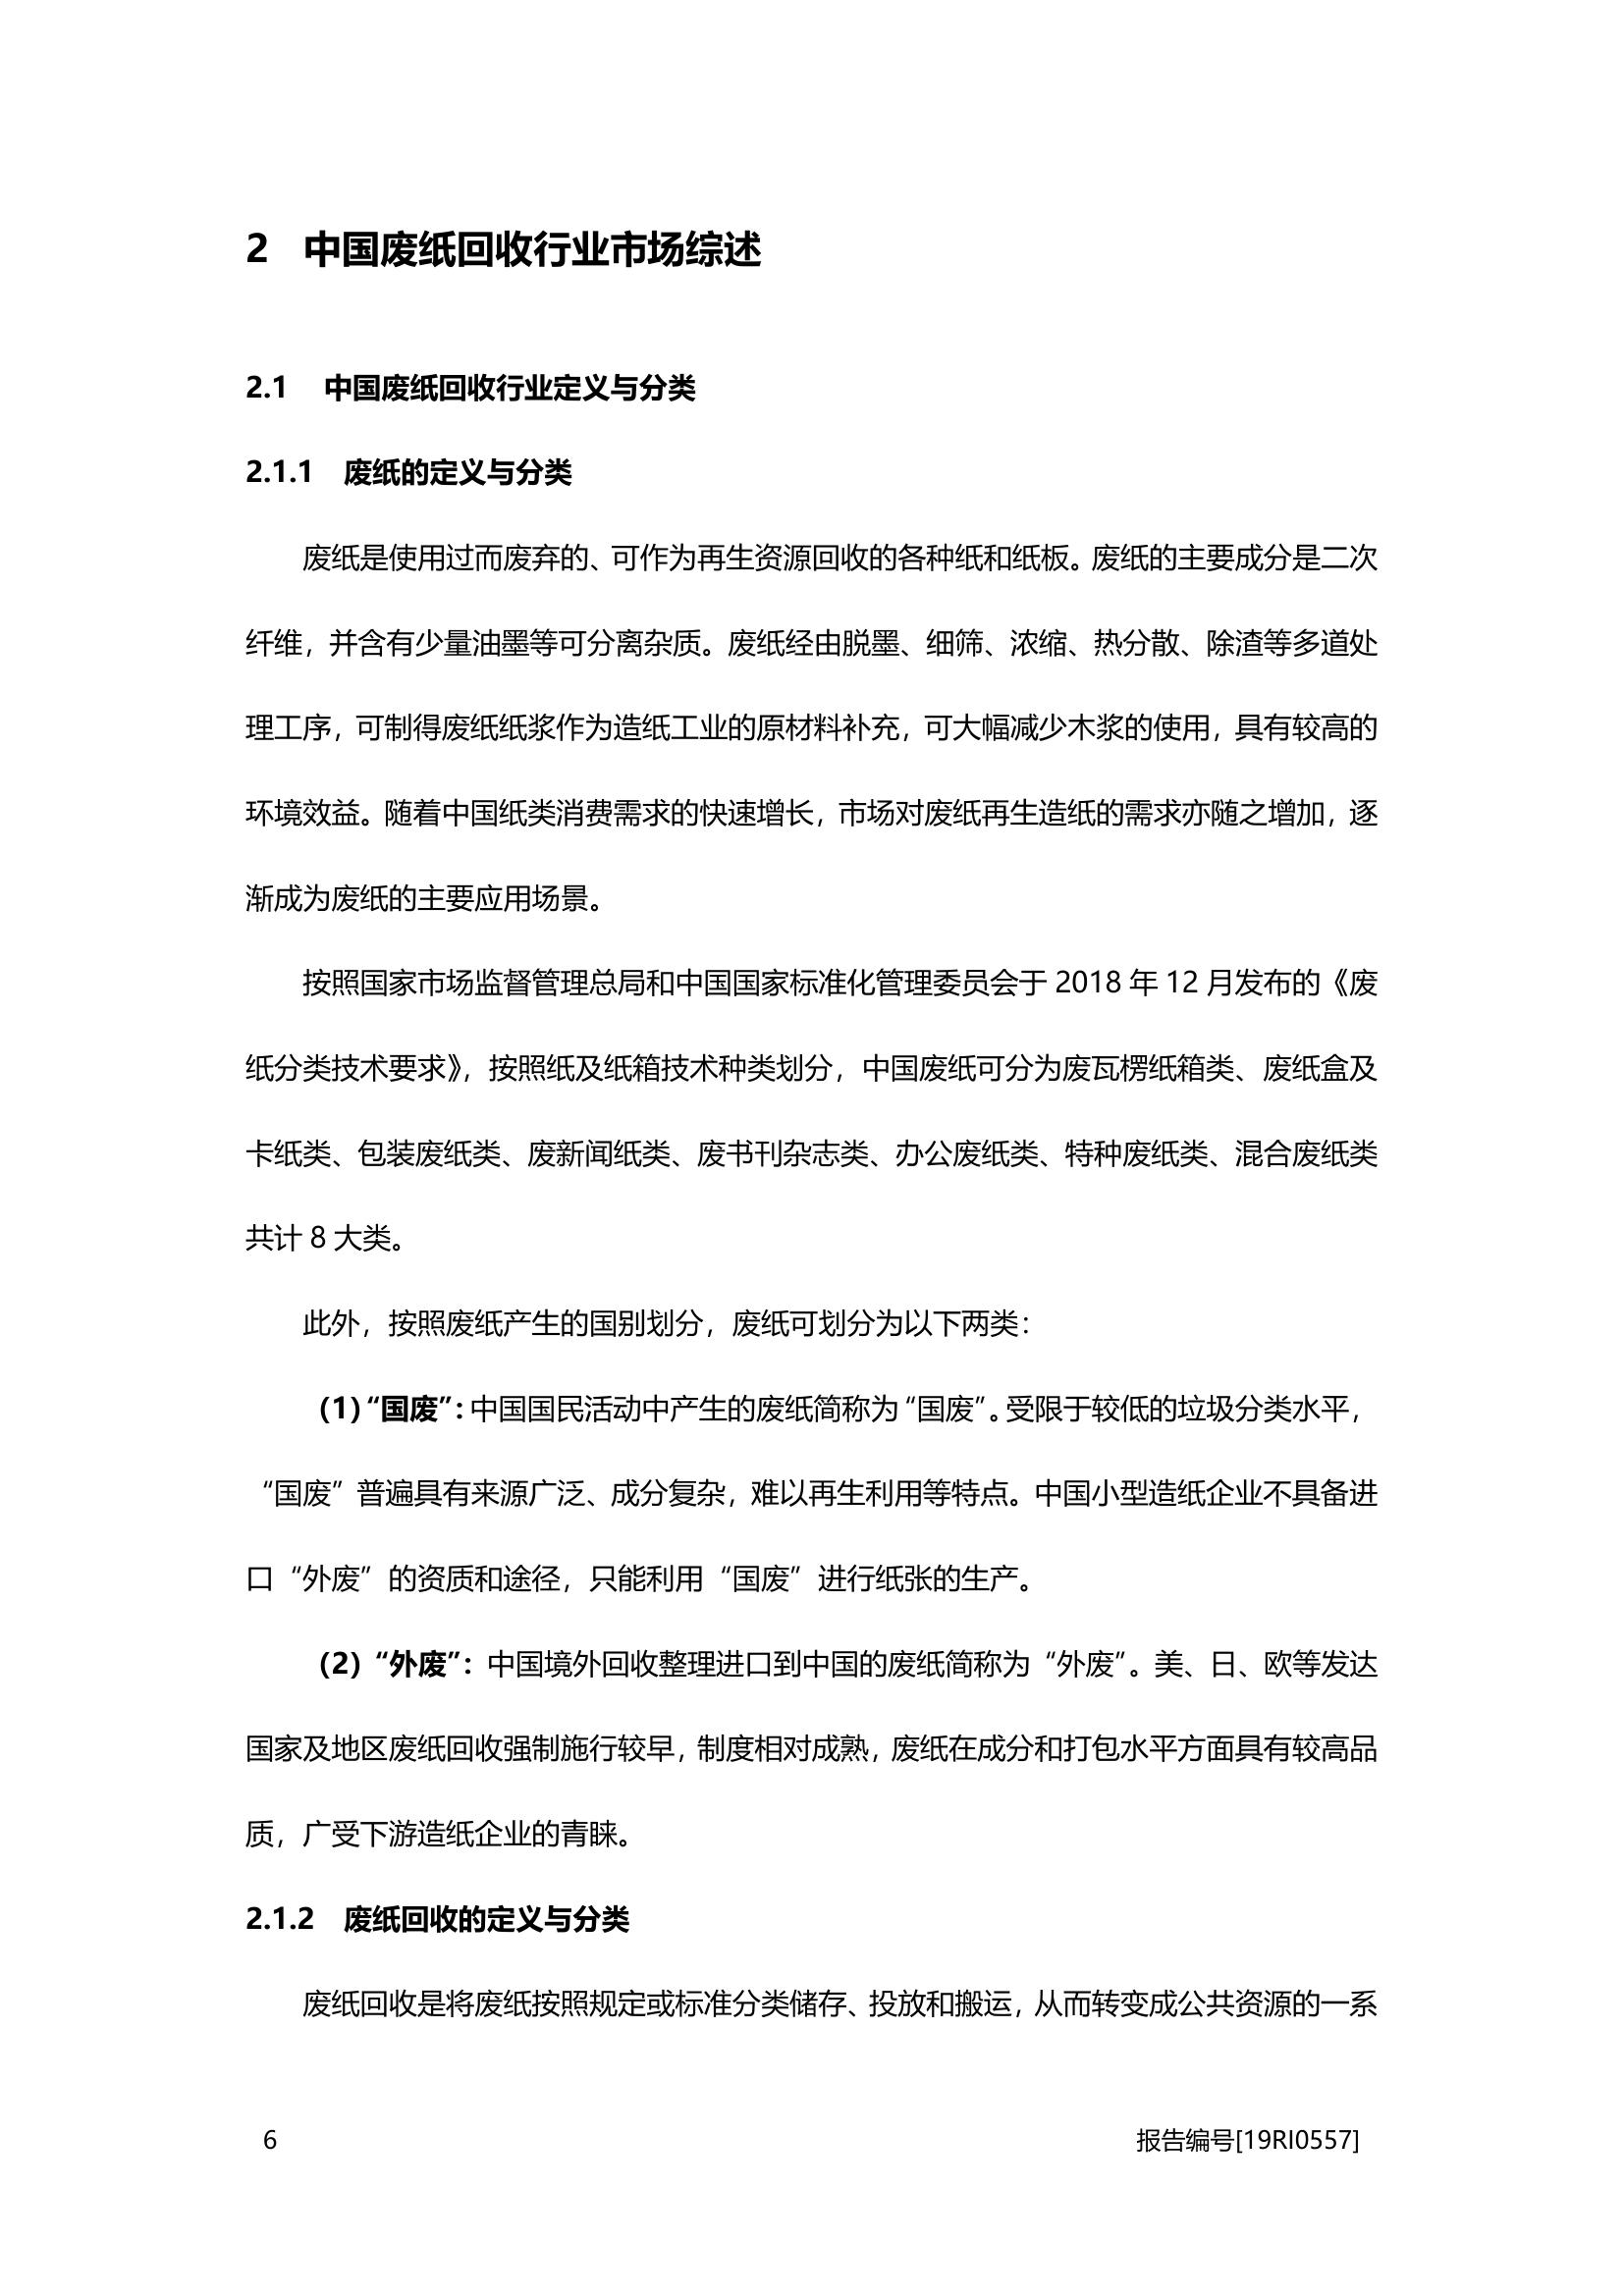 2 中国废纸回收行业市场综述
2.1 中国废纸回收行业定义与分类
2.1.1 废纸的定义与分类
废纸是使用过而废弃的、可作为再生资源回收的各种纸和纸板。废纸的主要成分是二次
纤维，并含有少量油墨等可分离杂质。废纸经由脱墨、细筛、浓缩、热分散、除渣等多道处
理工序，可制得废纸纸浆作为造纸工业的原材料补充，可大幅减少木浆的使用，具有较高的
环境效益。随着中国纸类消费需求的快速增长，市场对废纸再生造纸的需求亦随之增加，逐
渐成为废纸的主要应用场景。
按照国家市场监督管理总局和中国国家标准化管理委员会于 2018 年 12 月发布的《废
纸分类技术要求》，按照纸及纸箱技术种类划分，中国废纸可分为废瓦楞纸箱类、废纸盒及
卡纸类、包装废纸类、废新闻纸类、废书刊杂志类、办公废纸类、特种废纸类、混合废纸类
共计 8 大类。
此外，按照废纸产生的国别划分，废纸可划分为以下两类：
（1）“国废”：中国国民活动中产生的废纸简称为“国废”。受限于较低的垃圾分类水平，
“国废”普遍具有来源广泛、成分复杂，难以再生利用等特点。中国小型造纸企业不具备进
口“外废”的资质和途径，只能利用“国废”进行纸张的生产。
（2）“外废”：中国境外回收整理进口到中国的废纸简称为“外废”。美、日、欧等发达
国家及地区废纸回收强制施行较早，制度相对成熟，废纸在成分和打包水平方面具有较高品
质，广受下游造纸企业的青睐。
2.1.2 废纸回收的定义与分类
废纸回收是将废纸按照规定或标准分类储存、投放和搬运，从而转变成公共资源的一系
6 报告编号[19RI0557]